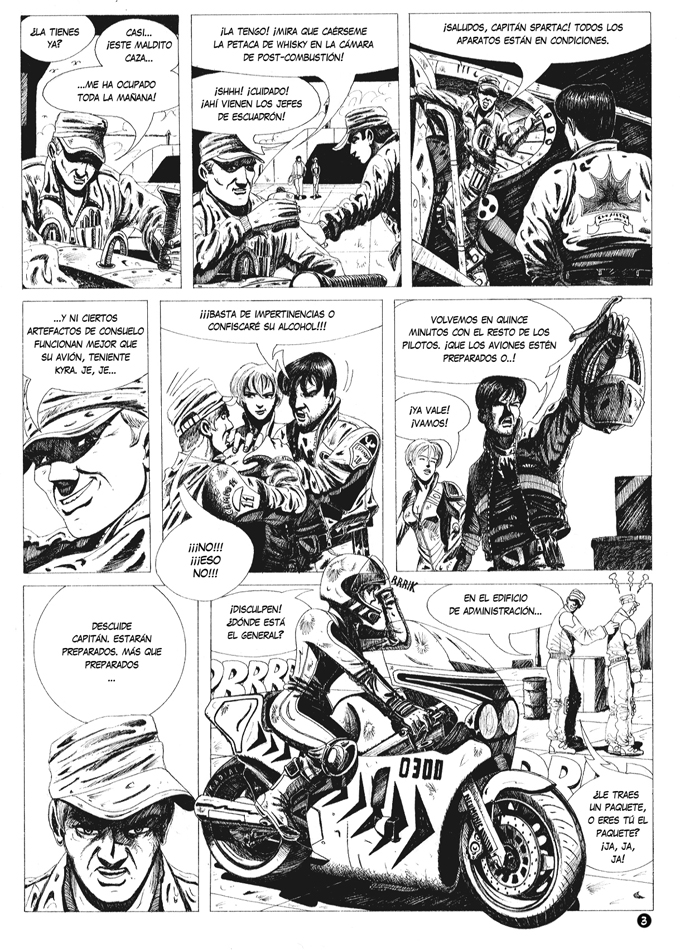 ¿LA TIENES
YA?
CASI...
¡ESTE MALDITO
CAZA...
...ME HA OCUPADO
TODA LA MAÑANA!
¡LA TENGO! ¡MIRA QUE CAÉRSEME
LA PETACA DE WHISKY EN LA CÁMARA
DE POST-COMBUSTIÓN!
¡SHHH! ¡CUIDADO!
¡AHÍ VIENEN LOS JEFES
DE ESCUADRÓN!
¡SALUDOS, CAPITÁN SPARTAC! TODOS LOS
APARATOS ESTÁN EN CONDICIONES.
...Y NI CIERTOS
ARTEFACTOS DE CONSUELO
FUNCIONAN MEJOR QUE
SU AVIÓN, TENIENTE
KYRA. JE, JE...
¡¡¡BASTA DE IMPERTINENCIAS O
CONFISCARÉ SU ALCOHOL!!!
¡¡¡NO!!!
¡¡¡ESO
NO!!!
VOLVEMOS EN QUINCE
MINUTOS CON EL RESTO DE LOS
PILOTOS. ¡QUE LOS AVIONES ESTÉN
PREPARADOS O..!
¡YA VALE!
¡VAMOS!
DESCUIDE
CAPITÁN. ESTARÁN
PREPARADOS. MÁS QUE
PREPARADOS
...
¡DISCULPEN!
¿DÓNDE ESTÁ
EL GENERAL?
RRRIK
EN EL EDIFICIO
DE ADMINISTRACIÓN...
0300
¿LE TRAES
UN PAQUETE,
O ERES TÚ EL
PAQUETE?
¡JA, JA,
JA!
3